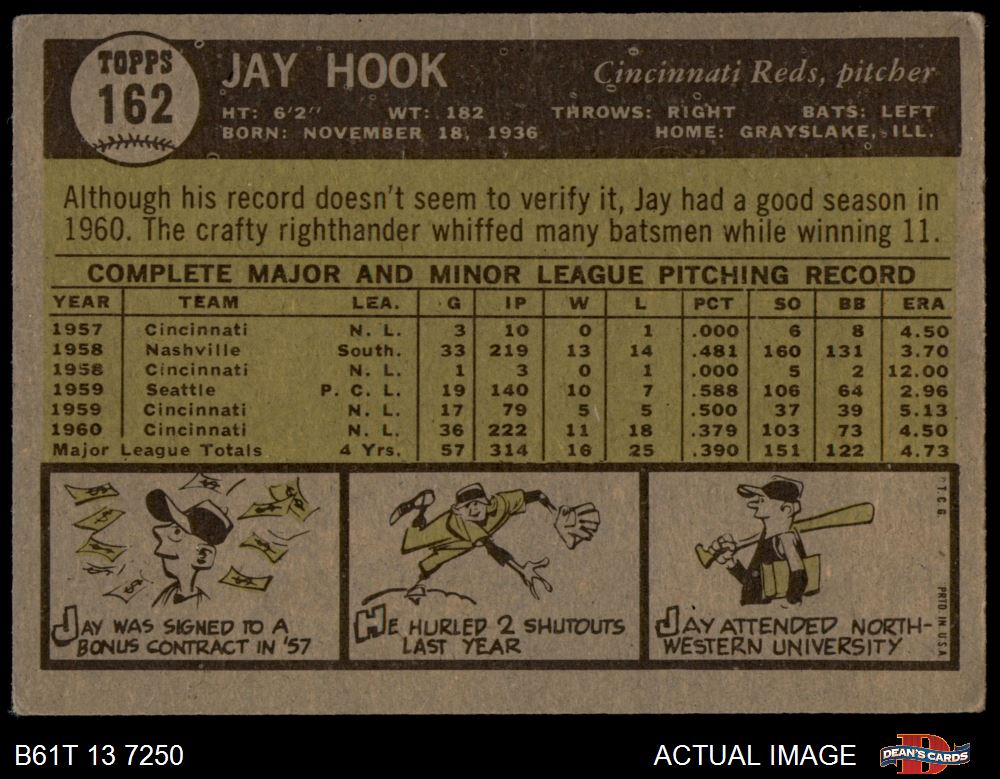 TOPPS
162
JAY HOOK
Cincinnati Reds, pitcher
HT: 6'2" WT: 182 THROWS: RIGHT BATS: LEFT
BORN: NOVEMBER 18, 1936 HOME: GRAYSLAKE, ILL.
Although his record doesn't seem to verify it, Jay had a good season in
1960. The crafty righthander whiffed many batsmen while winning 11.
COMPLETE MAJOR AND MINOR LEAGUE PITCHING RECORD
YEAR TEAM LEA. G IP W L PCT SO BB ERA
1957 Cincinnati N. L. 3 10 0 1 .000 6 8 4.50
1958 Nashville South. 33 219 13 14 .481 160 131 3.70
1958 Cincinnati N. L. 1 3 0 1 .000 5 2 12.00
1959 Seattle P. C. L. 19 140 10 7 .588 106 64 2.96
1959 Cincinnati N. L. 17 79 5 5 .500 37 39 5.13
1960 Cincinnati N. L. 36 222 11 18 .379 103 73 4.50
Major League Totals 4 Yrs. 57 314 16 25 .390 151 122 4.73
JAY WAS SIGNED TO A
BONUS CONTRACT IN '57
HE HURLED 2 SHUTOUTS
LAST YEAR
JAY ATTENDED NORTH-
WESTERN UNIVERSITY
T.C.G.
PRTD. IN U.S.A.
B61T 13 7250
ACTUAL IMAGE
DEAN'S CARDS